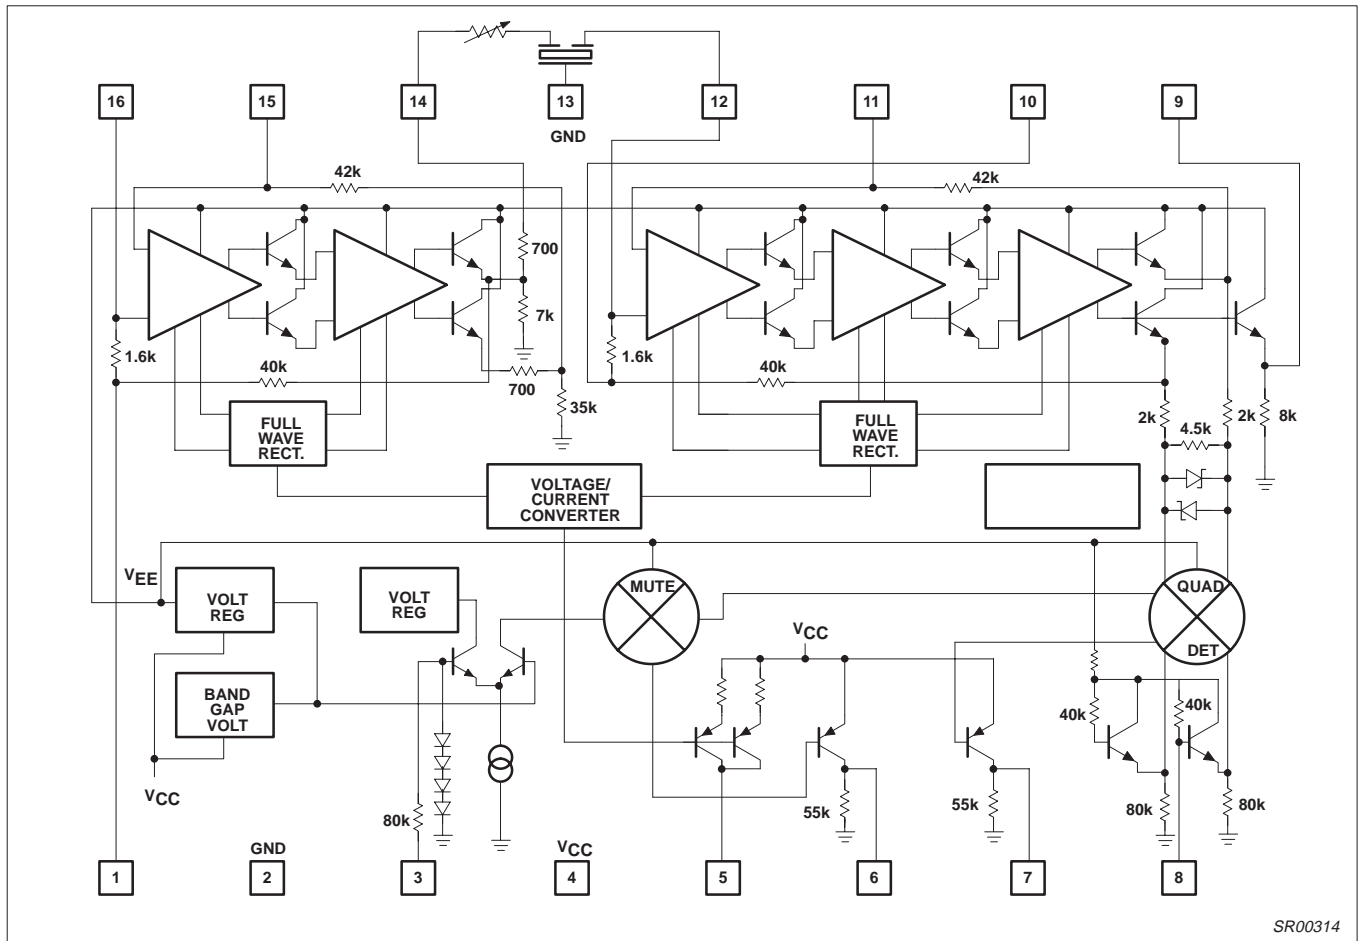 16
15
14
13
12
11
10
9
GND
42k
42k
700
7k
1.6k
40k
700
35k
1.6k
40k
2k
2k
8k
4.5k
FULL
WAVE
RECT.
FULL
WAVE
RECT.
VOLTAGE/
CURRENT
CONVERTER
VEE
VOLT
REG
VOLT
REG
MUTE
QUAD
DET
VCC
BAND
GAP
VOLT
VCC
40k
40k
80k
55k
55k
80k
80k
GND
VCC
1
2
3
4
5
6
7
8
SR00314